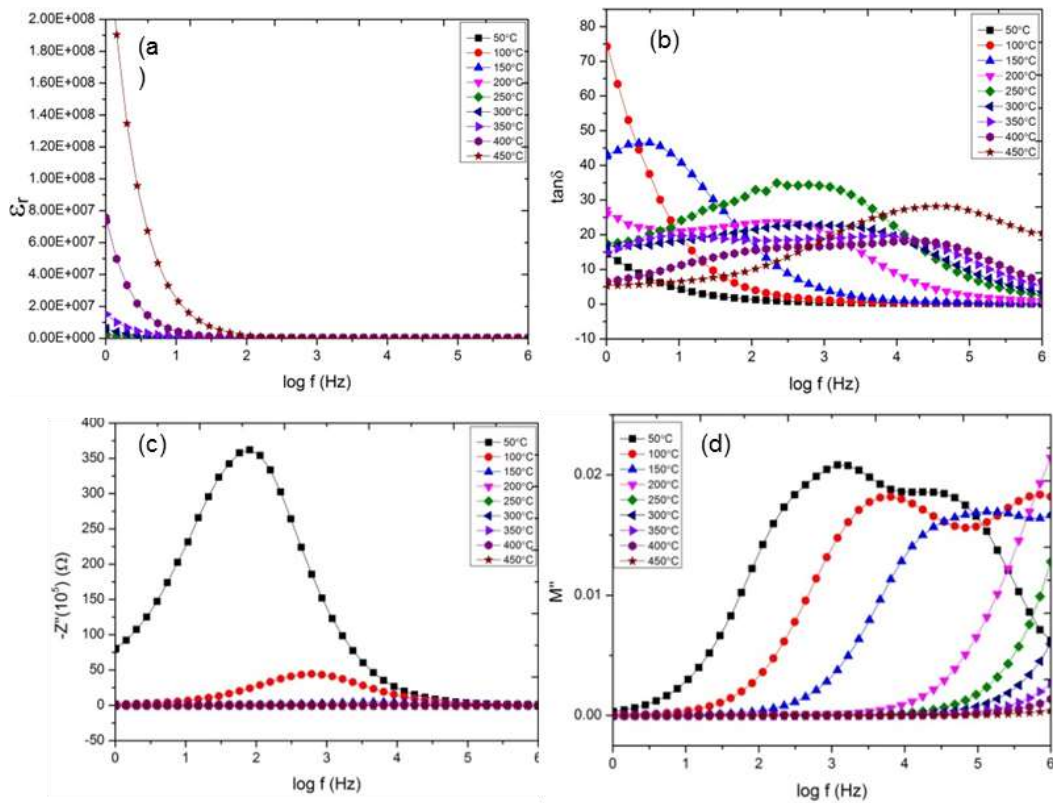 (a
)
2.00E+008
1.80E+008
1.60E+008
1.40E+008
1.20E+008
1.00E+008
8.00E+007
6.00E+007
4.00E+007
2.00E+007
0.00E+000
εr
0 1 2 3 4 5 6
log f (Hz)
50°C
100°C
150°C
200°C
250°C
300°C
350°C
400°C
450°C
(b)
80
70
60
50
40
30
20
10
0
-10
tanδ
0 1 2 3 4 5 6
log f (Hz)
50°C
100°C
150°C
200°C
250°C
300°C
350°C
400°C
450°C
(c)
400
350
300
250
200
150
100
50
0
-50
-Z"(10⁵) (Ω)
0 1 2 3 4 5 6
log f (Hz)
50°C
100°C
150°C
200°C
250°C
300°C
350°C
400°C
450°C
(d)
0.02
0.01
0.00
M"
0 1 2 3 4 5 6
log f (Hz)
50°C
100°C
150°C
200°C
250°C
300°C
350°C
400°C
450°C